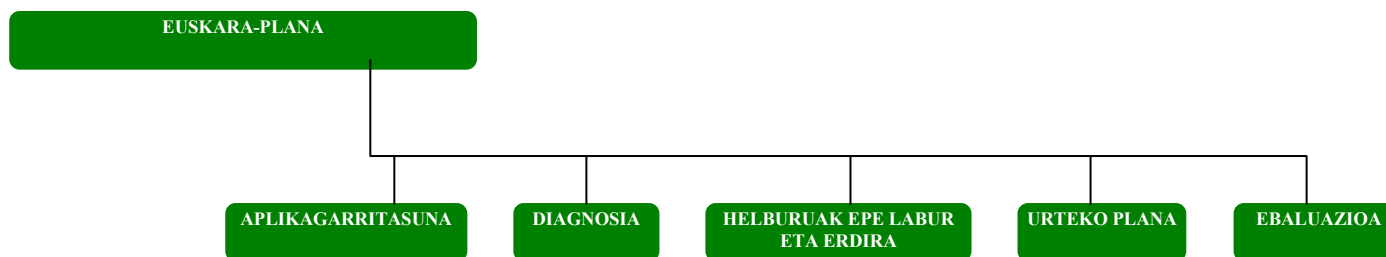 EUSKARA-PLANA
APLIKAGARRITASUNA
DIAGNOSIA
HELBURUAK EPE LABUR
ETA ERDIRA
URTEKO PLANA
EBALUAZIOA